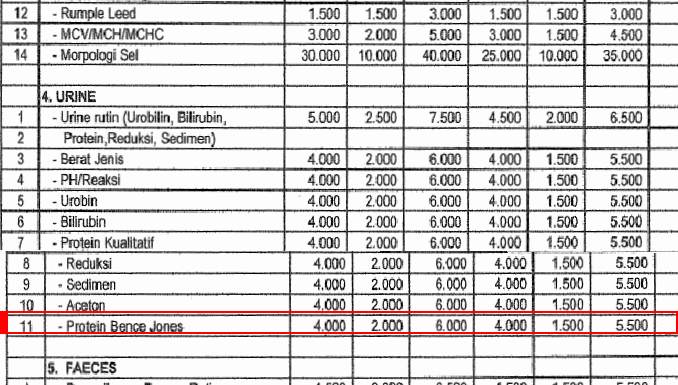 12 - Rumple Leed 1.500 1.500 3.000 1.500 1.500 3.000
13 - MCV/MCH/MCHC 3.000 2.000 5.000 3.000 1.500 4.500
14 - Morpologi Sel 30.000 10.000 40.000 25.000 10.000 35.000
4. URINE
1 - Urine rutin (Urobilin, Bilirubin, 5.000 2.500 7.500 4.500 2.000 6.500
2 Protein,Reduksi, Sedimen)
3 - Berat Jenis 4.000 2.000 6.000 4.000 1.500 5.500
4 - PH/Reaksi 4.000 2.000 6.000 4.000 1.500 5.500
5 - Urobin 4.000 2.000 6.000 4.000 1.500 5.500
6 - Bilirubin 4.000 2.000 6.000 4.000 1.500 5.500
7 - Protein Kualitatif 4.000 2.000 6.000 4.000 1.500 5.500
8 - Reduksi 4.000 2.000 6.000 4.000 1.500 5.500
9 - Sedimen 4.000 2.000 6.000 4.000 1.500 5.500
10 - Aceton 4.000 2.000 6.000 4.000 1.500 5.500
11 - Protein Bence Jones 4.000 2.000 6.000 4.000 1.500 5.500
5. FAECES